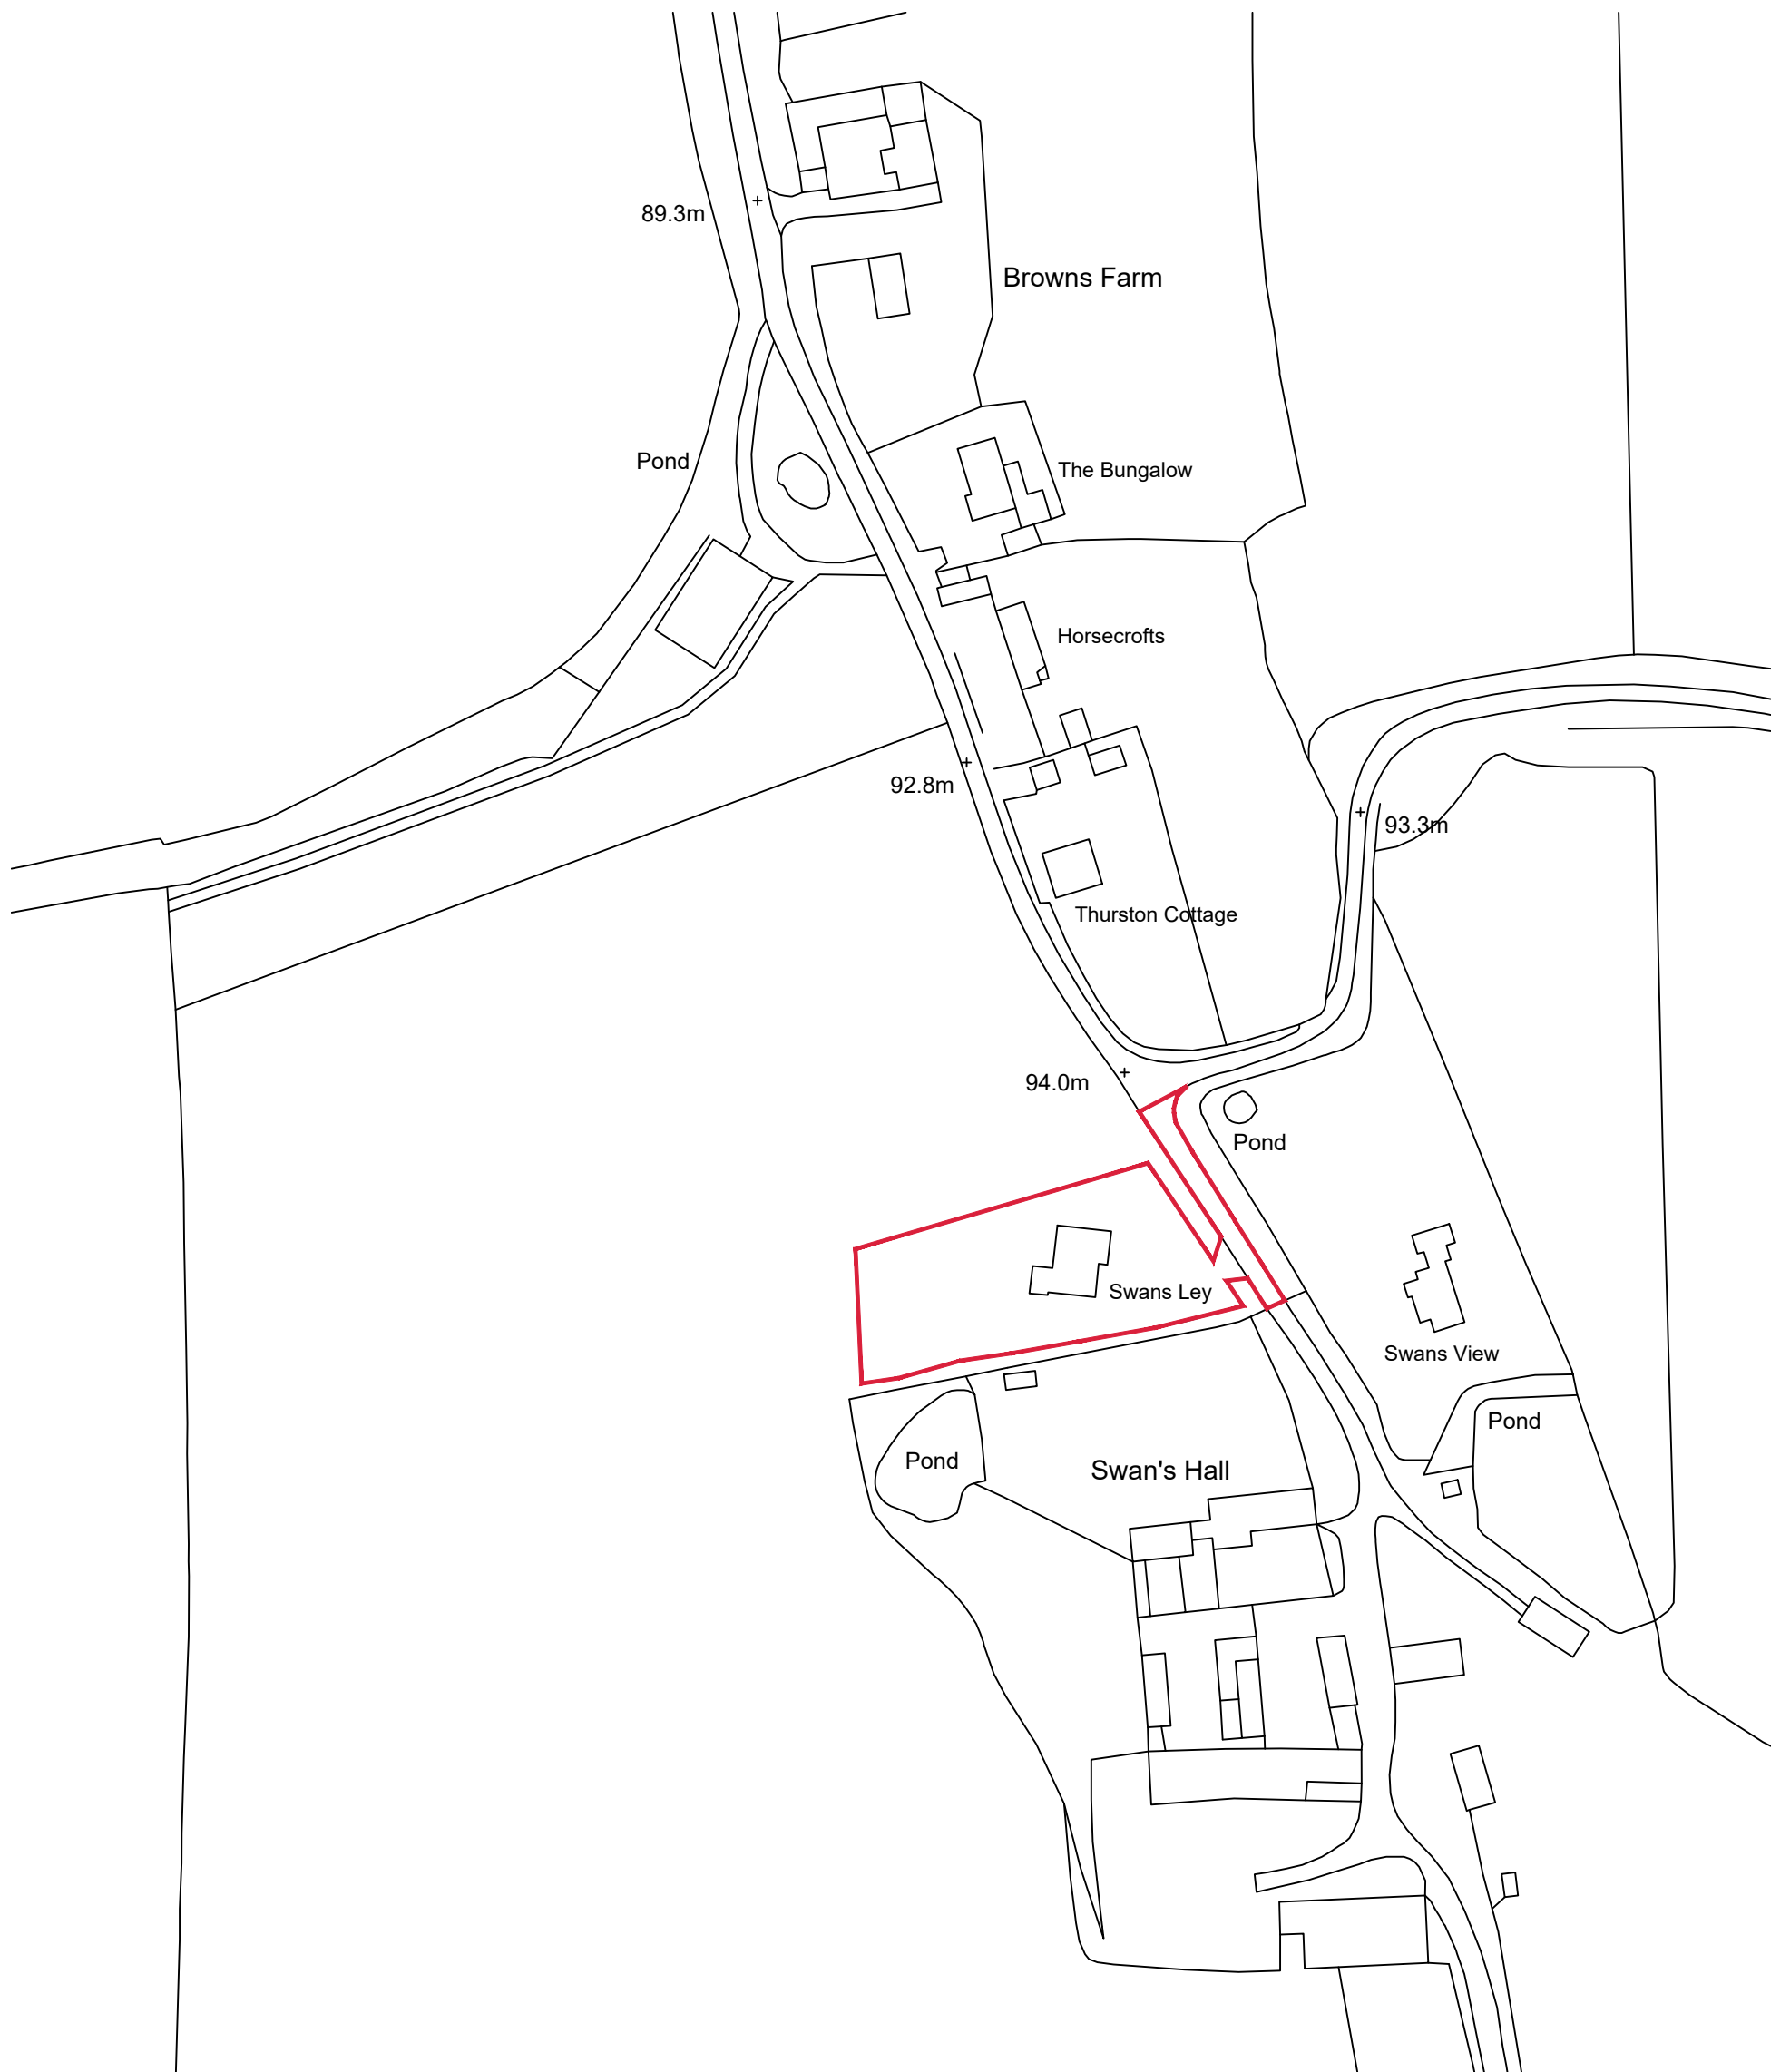 89.3m
Browns Farm
Pond
The Bungalow
Horsecrofts
92.8m
93.3m
Thurston Cottage
94.0m
Pond
Swans Ley
Swans View
Pond
Pond
Swan's Hall